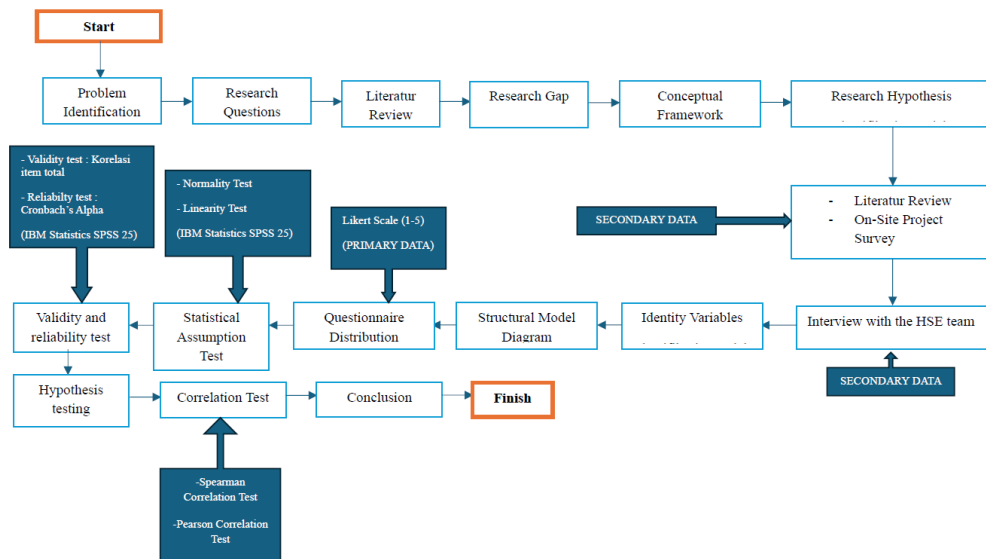 Start
Problem
Identification
Research
Questions
Literatur
Review
Research Gap
Conceptual
Framework
Research Hypothesis
- Validity test : Korelasi
item total
- Reliabilty test :
Cronbach's Alpha
(IBM Statistics SPSS 25)
- Normality Test
- Linearity Test
(IBM Statistics SPSS 25)
Likert Scale (1-5)
(PRIMARY DATA)
SECONDARY DATA
- Literatur Review
- On-Site Project
Survey
Validity and
reliability test
Statistical
Assumption
Test
Questionnaire
Distribution
Structural Model
Diagram
Identity Variables
Interview with the HSE team
SECONDARY DATA
Hypothesis
testing
Correlation Test
Conclusion
Finish
-Spearman
Correlation Test
-Pearson Correlation
Test